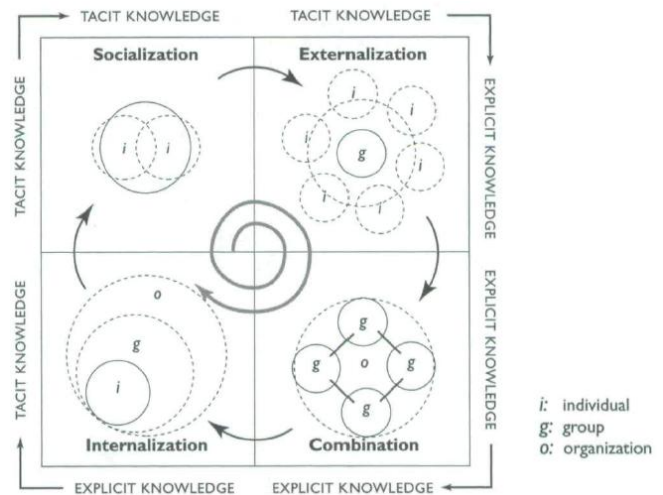 TACIT KNOWLEDGE
TACIT KNOWLEDGE
TACIT KNOWLEDGE
EXPLICIT KNOWLEDGE
Socialization
Externalization
i
i
i
i
i
g
i
i
i
TACIT KNOWLEDGE
EXPLICIT KNOWLEDGE
o
g
i
g
g
o
g
g
Internalization
Combination
i: individual
g: group
o: organization
EXPLICIT KNOWLEDGE
EXPLICIT KNOWLEDGE